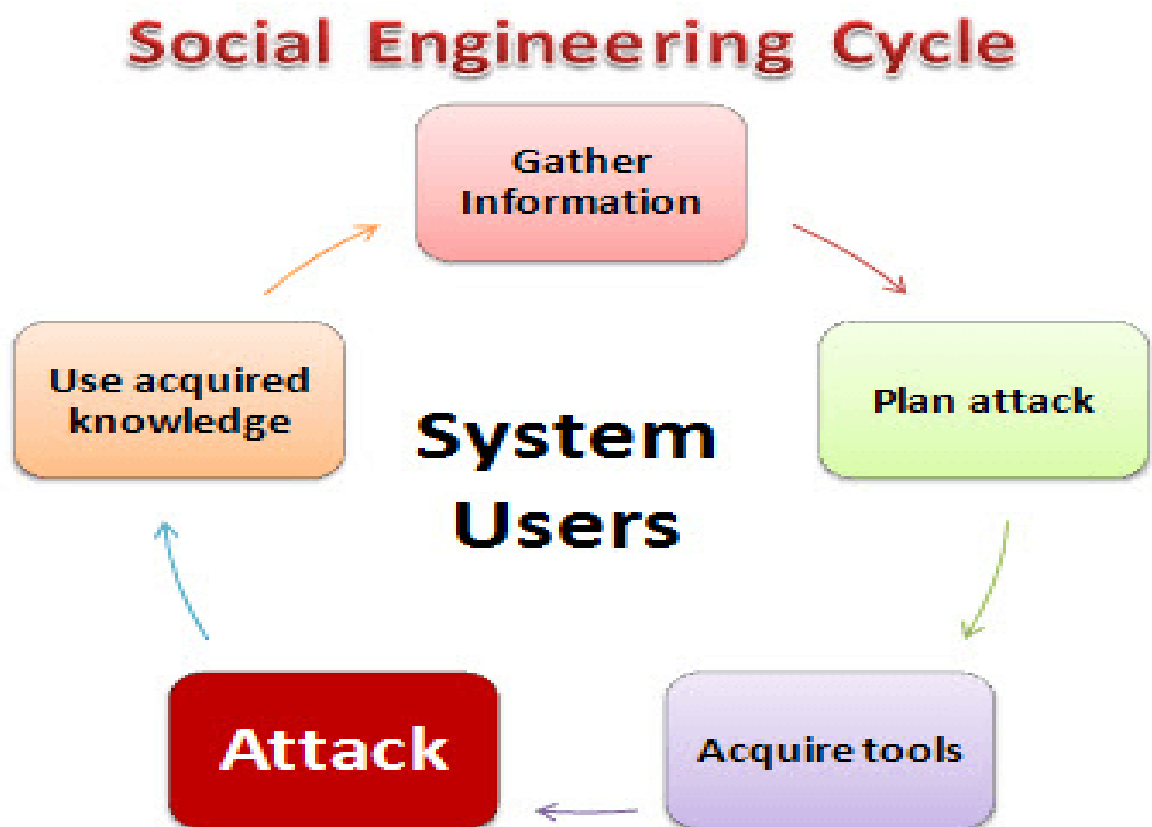 Social Engineering Cycle
Gather
Information
Plan attack
Acquire tools
Attack
Use acquired
knowledge
System
Users